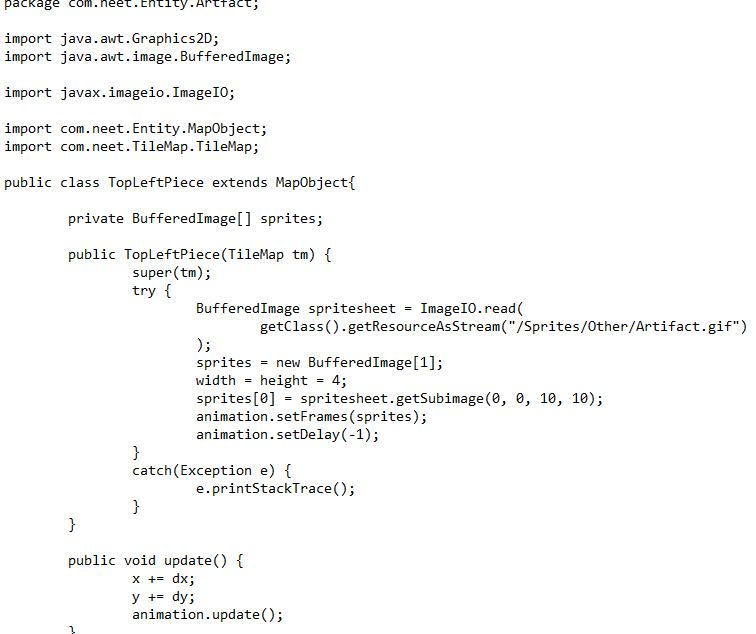 package com.neet.Entity.Artfact;
import java.awt.Graphics2D;
import java.awt.image.BufferedImage;
import javax.imageio.ImageIO;
import com.neet.Entity.MapObject;
import com.neet.TileMap.TileMap;
public class TopLeftPiece extends MapObject{
private BufferedImage[] sprites;
public TopLeftPiece(TileMap tm) {
super(tm);
try {
BufferedImage spritesheet = ImageIO.read(
getClass().getResourceAsStream("/Sprites/Other/Artifact.gif")
);
sprites = new BufferedImage[1];
width = height = 4;
sprites[0] = spritesheet.getSubimage(0, 0, 10, 10);
animation.setFrames(sprites);
animation.setDelay(-1);
}
catch(Exception e) {
e.printStackTrace();
}
}
public void update() {
x += dx;
y += dy;
animation.update();
}